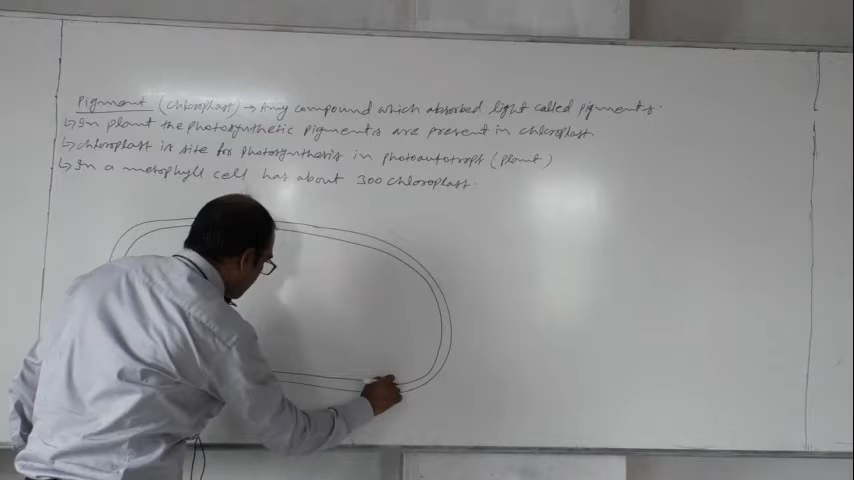 Pigment (chloroplast) → Any compound which absorbed light called pigments.
↳ In plant the photosynthetic pigments are present in chloroplast.
↳ chloroplast is site for photosynthesis in photoautotroph (plant)
↳ In a mesophyll cell has about 300 chloroplast.